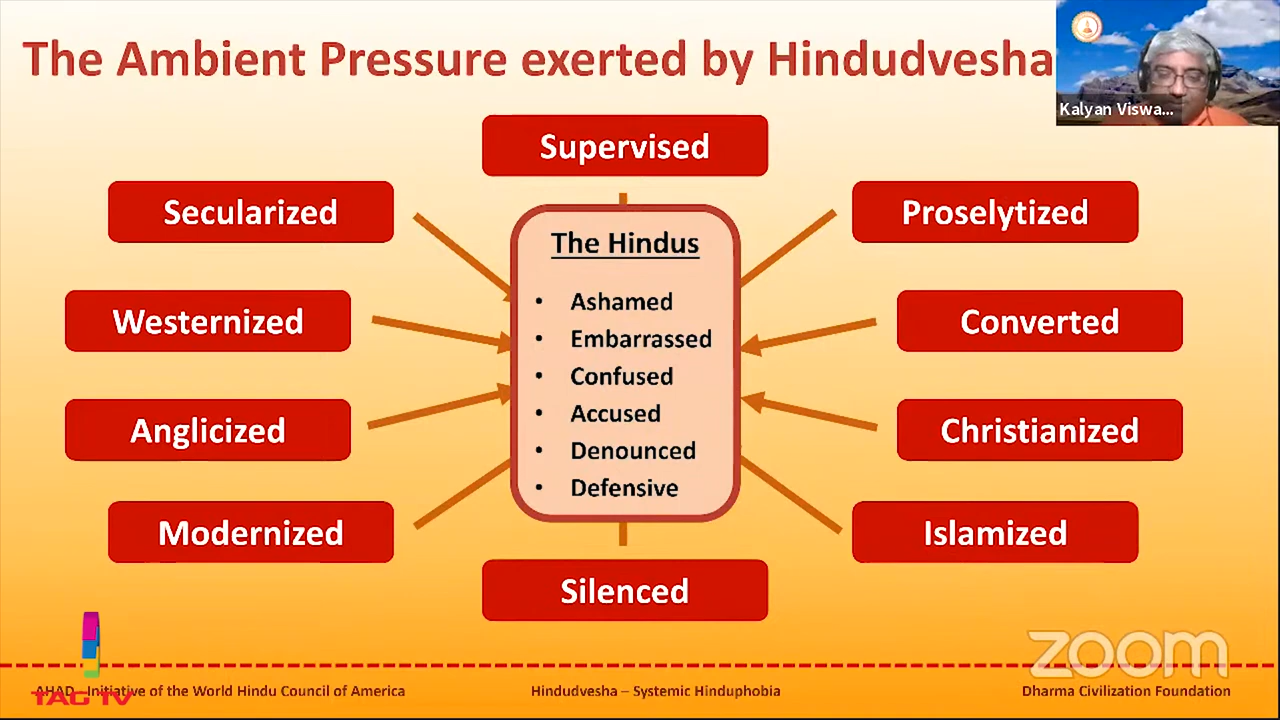 The Ambient Pressure exerted by Hindudvesha
Kalyan Viswa...
Supervised
Secularized
Proselytized
The Hindus
• Ashamed
• Embarrassed
• Confused
• Accused
• Denounced
• Defensive
Westernized
Converted
Anglicized
Christianized
Modernized
Islamized
Silenced
zoom
AHAD - Initiative of the World Hindu Council of America
TAG TV
Hindudvesha – Systemic Hinduphobia
Dharma Civilization Foundation